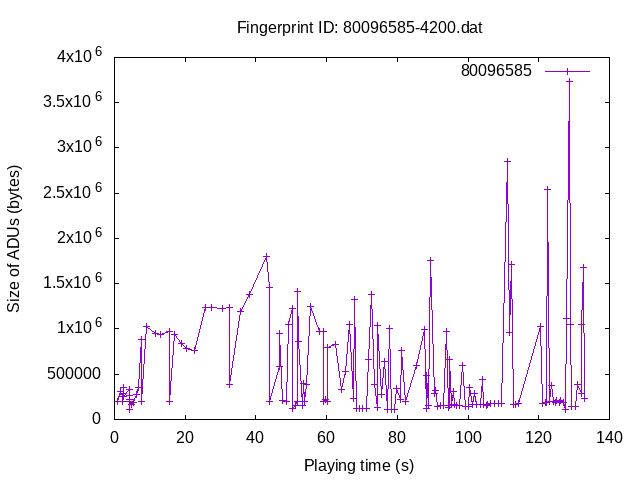 Fingerprint ID: 80096585-4200.dat
80096585
Size of ADUs (bytes)
4x10^6
3.5x10^6
3x10^6
2.5x10^6
2x10^6
1.5x10^6
1x10^6
500000
0
0 20 40 60 80 100 120 140
Playing time (s)